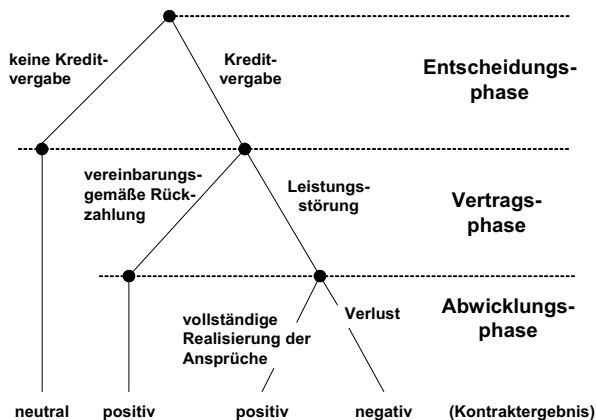 keine Kredit-
vergabe
Kredit-
vergabe
Entscheidungs-
phase
vereinbarungs-
gemäße Rück-
zahlung
Leistungs-
störung
Vertrags-
phase
vollständige
Realisierung der
Ansprüche
Verlust
Abwicklungs-
phase
neutral positiv positiv negativ (Kontraktergebnis)